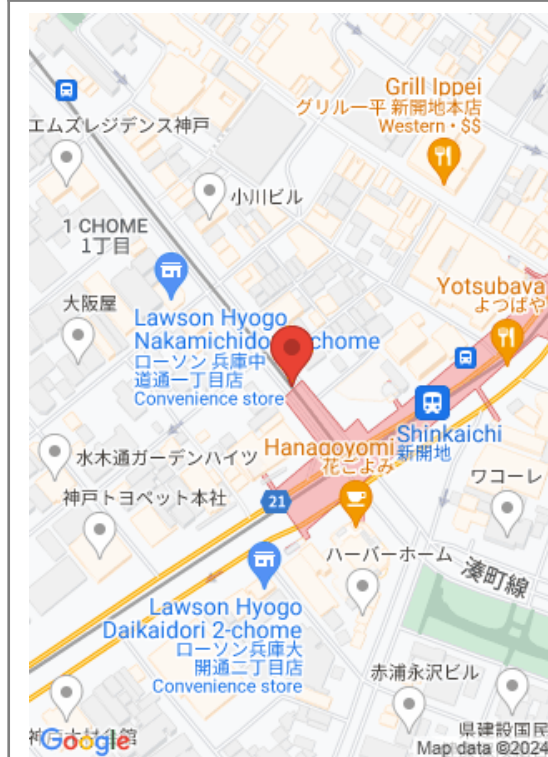 Grill Ippei
グリル一平 新開地本店
Western • $$
エムズレジデンス神戸
小川ビル
1 CHOME
1丁目
Yotsubaya
よつばや
大阪屋
Lawson Hyogo
Nakamichido
chome
ローソン 兵庫中
道通一丁目店
Convenience store
Shinkaichi
新開地
Hanagoyomi
花ごよみ
水木通ガーデンハイツ
ワコーレ
神戸トヨペット本社
21
ハーバーホーム
湊町線
Lawson Hyogo
Daikaidori 2-chome
ローソン兵庫大
開通二丁目店
Convenience store
赤浦永沢ビル
県建設国民
Google
Map data ©2024